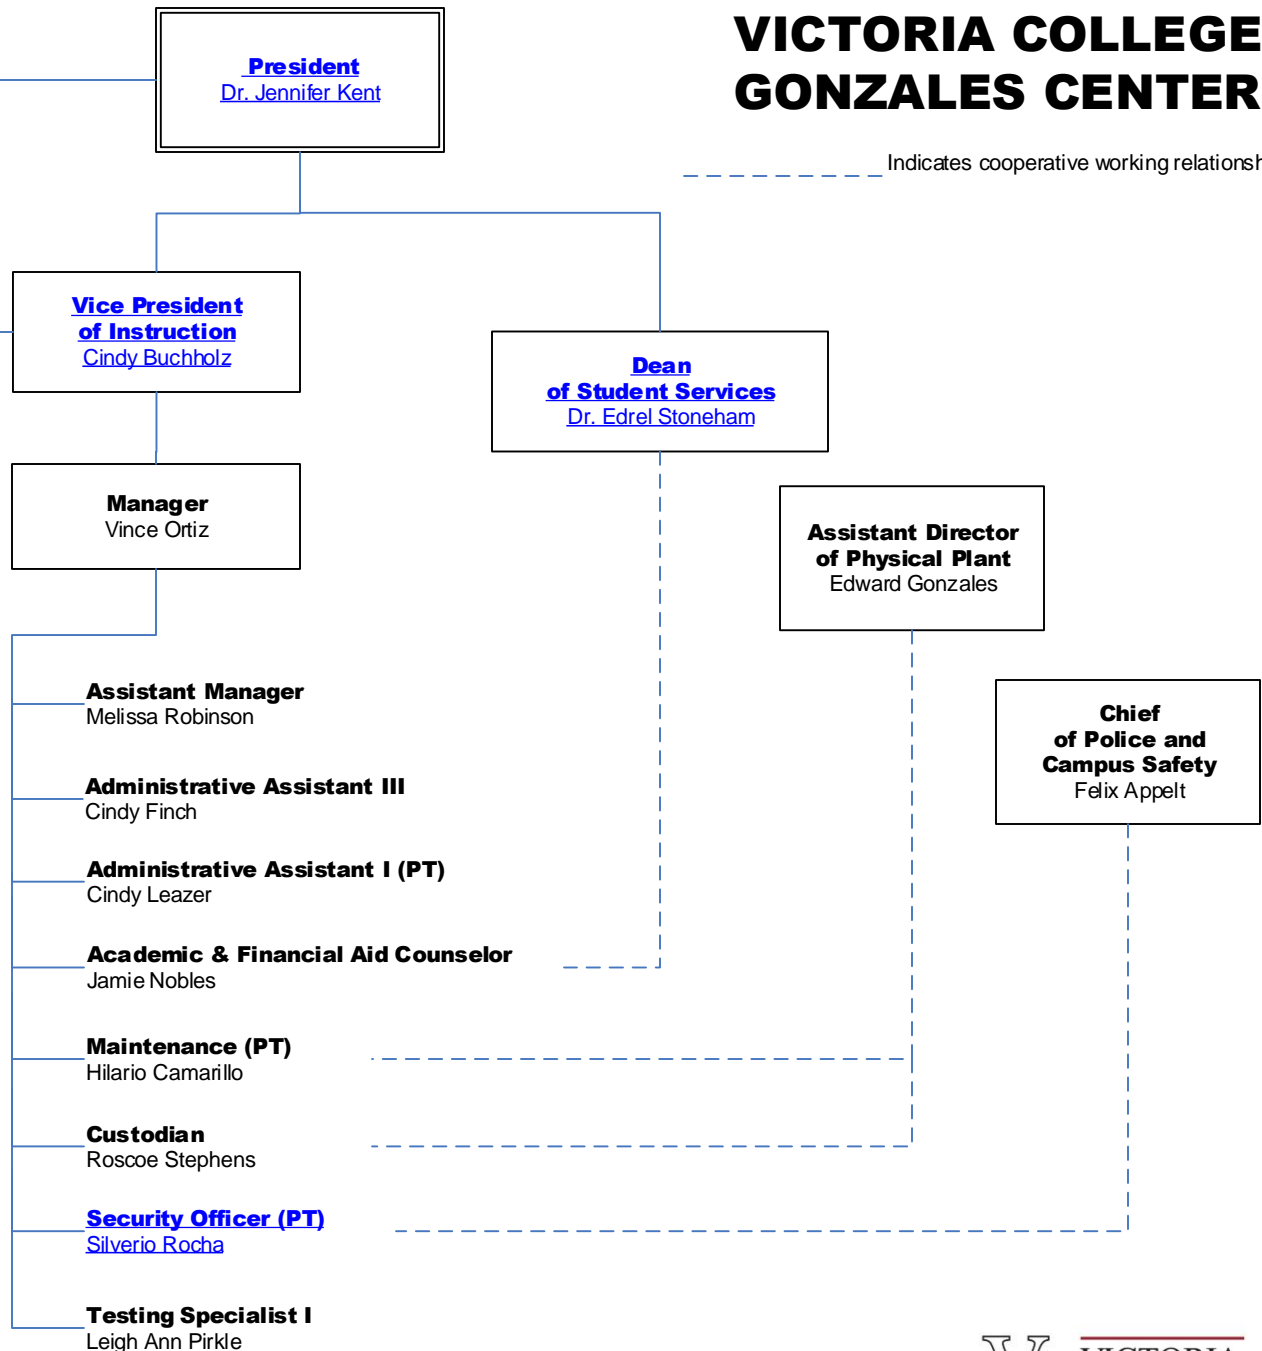 VICTORIA COLLEGE
GONZALES CENTER
Indicates cooperative working relationsh
President
Dr. Jennifer Kent
Vice President
of Instruction
Cindy Buchholz
Dean
of Student Services
Dr. Edrel Stoneham
Manager
Vince Ortiz
Assistant Director
of Physical Plant
Edward Gonzales
Chief
of Police and
Campus Safety
Felix Appelt
Assistant Manager
Melissa Robinson
Administrative Assistant III
Cindy Finch
Administrative Assistant I (PT)
Cindy Leazer
Academic & Financial Aid Counselor
Jamie Nobles
Maintenance (PT)
Hilario Camarillo
Custodian
Roscoe Stephens
Security Officer (PT)
Silverio Rocha
Testing Specialist I
Leigh Ann Pirkle
V VICTORIA